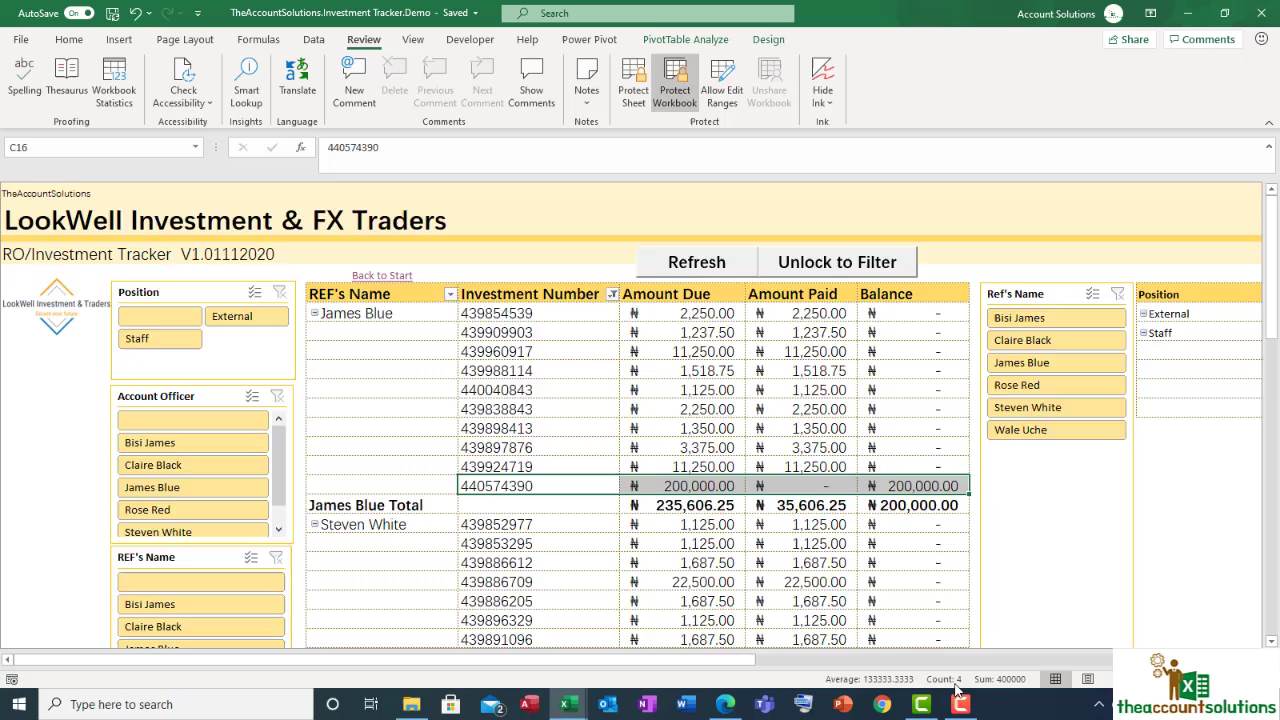 AutoSave On TheAccountSolutions.Investment Tracker.Demo - Saved Search Account Solutions
File Home Insert Page Layout Formulas Data Review View Developer Help Power Pivot PivotTable Analyze Design Share Comments
Spelling Thesaurus Workbook Statistics Check Accessibility Smart Lookup Translate New Comment Delete Previous Comment Next Comment Show Comments Notes Protect Sheet Protect Workbook Allow Edit Ranges Unshare Workbook Hide Ink
Proofing Accessibility Insights Language Comments Notes Protect Ink
C16 fx 440574390
TheAccountSolutions
LookWell Investment & FX Traders
RO/Investment Tracker V1.01112020
Refresh Unlock to Filter
Back to Start
LookWell Investment & Traders
Secure your future
Position
External
Staff
Account Officer
Bisi James
Claire Black
James Blue
Rose Red
Steven White
REF's Name
Bisi James
Claire Black
James Blue
REF's Name Investment Number Amount Due Amount Paid Balance
James Blue 439854539 ₦ 2,250.00 ₦ 2,250.00 ₦ -
439909903 ₦ 1,237.50 ₦ 1,237.50 ₦ -
439960917 ₦ 11,250.00 ₦ 11,250.00 ₦ -
439988114 ₦ 1,518.75 ₦ 1,518.75 ₦ -
440040843 ₦ 1,125.00 ₦ 1,125.00 ₦ -
439838843 ₦ 2,250.00 ₦ 2,250.00 ₦ -
439898413 ₦ 1,350.00 ₦ 1,350.00 ₦ -
439897876 ₦ 3,375.00 ₦ 3,375.00 ₦ -
439924719 ₦ 11,250.00 ₦ 11,250.00 ₦ -
440574390 ₦ 200,000.00 ₦ - ₦ 200,000.00
James Blue Total ₦ 235,606.25 ₦ 35,606.25 ₦ 200,000.00
Steven White 439852977 ₦ 1,125.00 ₦ 1,125.00 ₦ -
439853295 ₦ 1,125.00 ₦ 1,125.00 ₦ -
439886612 ₦ 1,687.50 ₦ 1,687.50 ₦ -
439886709 ₦ 22,500.00 ₦ 22,500.00 ₦ -
439886205 ₦ 1,687.50 ₦ 1,687.50 ₦ -
439896329 ₦ 1,125.00 ₦ 1,125.00 ₦ -
439891096 ₦ 1,687.50 ₦ 1,687.50 ₦ -
Ref's Name
Bisi James
Claire Black
James Blue
Rose Red
Steven White
Wale Uche
Position
External
Staff
Average: 133333.3333 Count: 4 Sum: 400000
Type here to search
theaccountsolutions